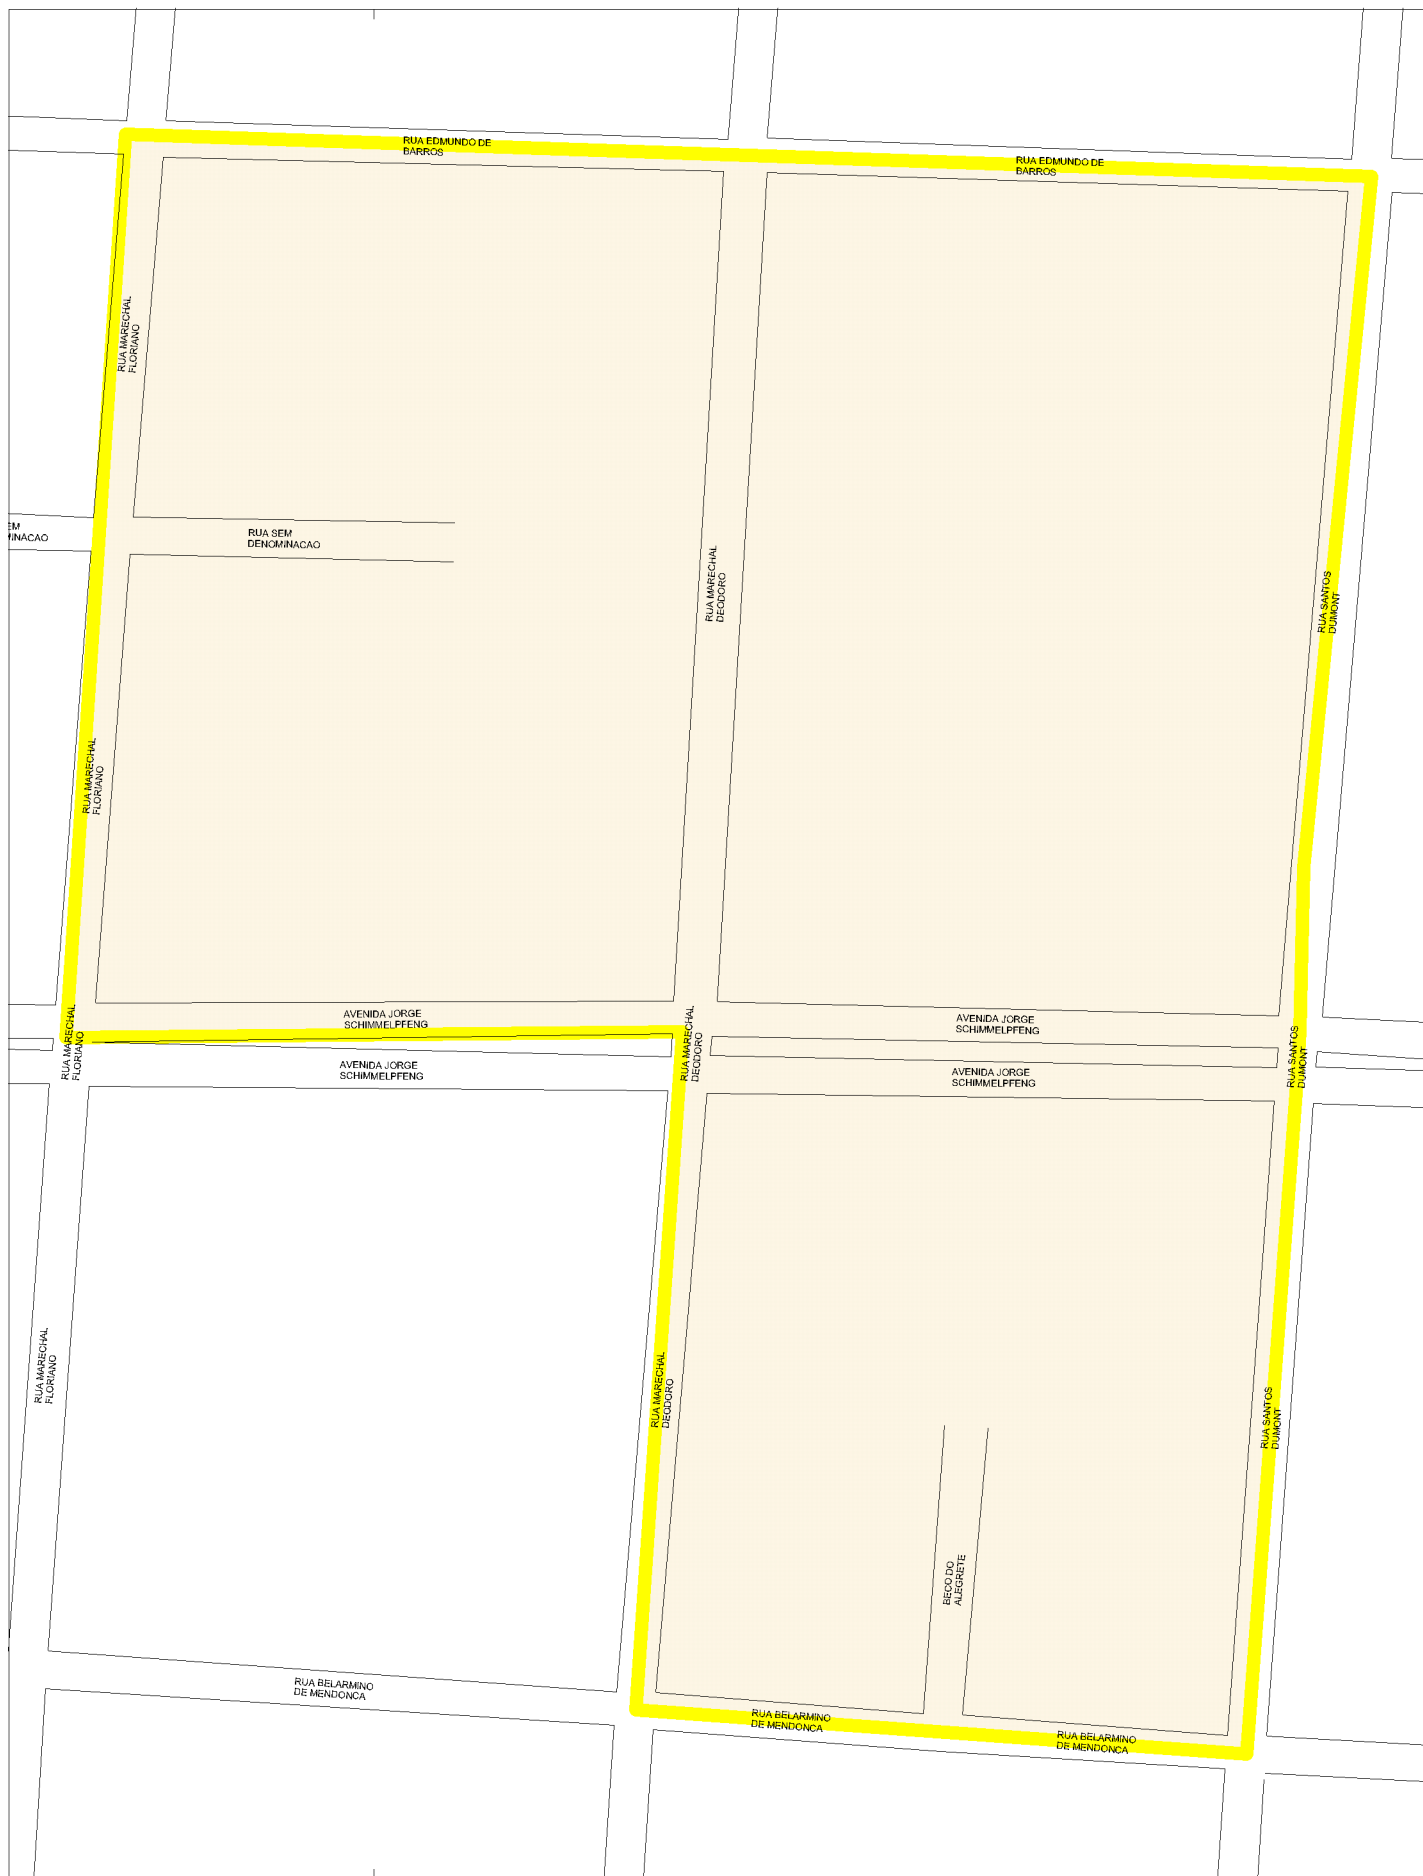 RUA EDMUNDO DE
BARROS
RUA EDMUNDO DE
BARROS
RUA MARECHAL
FLORIANO
RUA SEM
DENOMINACAO
EM
MINACAO
RUA MARECHAL
DEODORO
RUA SANTOS
DUMONT
RUA MARECHAL
FLORIANO
AVENIDA JORGE
SCHIMMELPFENG
AVENIDA JORGE
SCHIMMELPFENG
RUA MARECHAL
FLORIANO
RUA MARECHAL
DEODORO
RUA SANTOS
DUMONT
AVENIDA JORGE
SCHIMMELPFENG
AVENIDA JORGE
SCHIMMELPFENG
RUA MARECHAL
FLORIANO
RUA MARECHAL
DEODORO
RUA SANTOS
DUMONT
BECO DO
ALEGRETE
RUA BELARMINO
DE MENDONCA
RUA BELARMINO
DE MENDONCA
RUA BELARMINO
DE MENDONCA